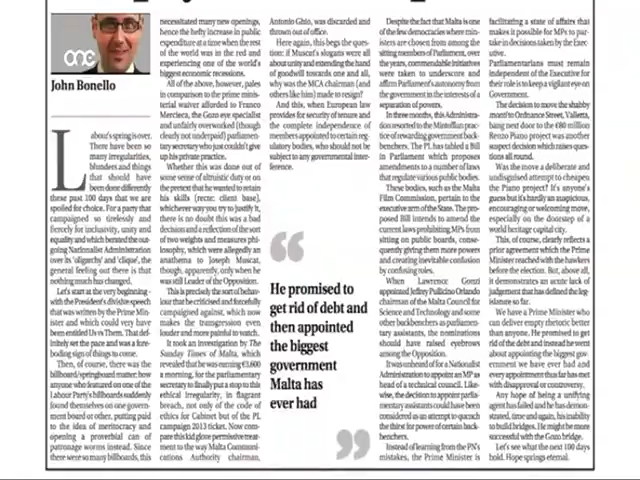 one
John Bonello
Labour's spring is over.
There have been so
many irregularities,
blunders and things
that should have
been done differently
these past 100 days that we are
spoiled for choice. For a party that
campaigned so tirelessly and
fiercely for inclusivity, unity and
equality and which berated the out-
going Nationalist Administration
over its 'oligarchy' and 'clique', the
general feeling out there is that
nothing much has changed.
Let's start at the very beginning -
with the President's divisive speech
that was written by the Prime Min-
ister and which could very have
been entitled Us vs Them. That def-
initely set the pace and was a fore-
boding sign of things to come.
Then, of course, there was the
billboard/springboard matter: how
anyone who featured on one of the
Labour Party's billboards suddenly
found themselves on one govern-
ment board or other, putting paid
to the idea of meritocracy and
opening a proverbial can of
patronage worms instead. Since
there were so many billboards, this
necessitated many new openings,
hence the hefty increase in public
expenditure at a time when the rest
of the world was in the red and
experiencing one of the world's
biggest economic recessions.
All of the above, however, pales
in comparison to the prime minis-
terial waiver afforded to Franco
Mercieca, the Gozo eye specialist
and unfairly overworked (though
clearly not underpaid) parliamen-
tary secretary who just couldn't give
up his private practice.
Whether this was done out of
some sense of altruistic duty or on
the pretext that he wanted to retain
his skills (recte: client base),
whichever way you try to justify it,
there is no doubt this was a bad
decision and a reflection of the sort
of two weights and measures phi-
losophy, which were allegedly an
anathema to Joseph Muscat,
though, apparently, only when he
was still Leader of the Opposition.
This is precisely the sort of behav-
iour that he criticised and forcefully
campaigned against, which now
makes the transgression even
louder and more painful to watch.
It took an investigation by The
Sunday Times of Malta, which
revealed that he was earning €3,600
a morning, for the parliamentary
secretary to finally put a stop to this
ethical irregularity, in flagrant
breach, not only of the code of
ethics for Cabinet but of the PL
campaign 2013 ticket. Now com-
pare this kid glove permissive treat-
ment to the way Malta Communi-
cations Authority chairman,
Antonio Ghio, was discarded and
thrown out of office.
Here again, this begs the ques-
tion: if Muscat's slogans were all
about unity and extending the hand
of goodwill towards one and all,
why was the MCA chairman (and
others like him) made to resign?
And this, when European law
provides for security of tenure and
the complete independence of
members appointed to certain reg-
ulatory bodies, who should not be
subject to any governmental inter-
ference.
“
He promised to
get rid of debt and
then appointed
the biggest
government
Malta has
ever had
”
Despite the fact that Malta is one
of the few democracies where min-
isters are chosen from among the
sitting members of Parliament, over
the years, commendable initiatives
were taken to underscore and
affirm Parliament's autonomy from
the government in the interests of a
separation of powers.
In three months, this Administra-
tion resorted to the Mintoffian prac-
tice of rewarding government back-
benchers. The PL has tabled a Bill
in Parliament which proposes
amendments to a number of laws
that regulate various public bodies.
These bodies, such as the Malta
Film Commission, pertain to the
executive arm of the State. The pro-
posed Bill intends to amend the
current laws prohibiting MPs from
sitting on public boards, conse-
quently giving them more powers
and creating inevitable confusion
by confusing roles.
When Lawrence Gonzi
appointed Jeffrey Pullicino Orlando
chairman of the Malta Council for
Science and Technology and some
other backbenchers as parliamen-
tary assistants, the nominations
should have raised eyebrows
among the Opposition.
It was unheard of for a Nationalist
Administration to appoint an MP as
head of a technical council. Like-
wise, the decision to appoint parlia-
mentary assistants could have been
considered as an attempt to quench
the thirst for power of certain back-
benchers.
Instead of learning from the PN's
mistakes, the Prime Minister is
facilitating a state of affairs that
makes it possible for MPs to par-
take in decisions taken by the Exec-
utive.
Parliamentarians must remain
independent of the Executive for
their role is to keep a vigilant eye on
Government.
The decision to move the shabby
monti to Ordnance Street, Valletta,
bang next door to the €80 million
Renzo Piano project was another
suspect decision which raises ques-
tions all round.
Was the move a deliberate and
undisguised attempt to cheapen
the Piano project? It's anyone's
guess but it's hardly an auspicious,
encouraging or welcoming move,
especially on the doorstep of a
world heritage capital city.
This, of course, clearly reflects a
prior agreement which the Prime
Minister reached with the hawkers
before the election. But, above all,
it demonstrates an acute lack of
judgement that has defined the leg-
islature so far.
We have a Prime Minister who
can deliver empty rhetoric better
than anyone. He promised to get
rid of the debt and instead he went
about appointing the biggest gov-
ernment we have ever had and
every appointment thus far has met
with disapproval or controversy.
Any hope of being a unifying
agent has failed and he has demon-
strated, time and again, his inability
to build bridges. He might be more
successful with the Gozo bridge.
Let's see what the next 100 days
hold. Hope springs eternal.